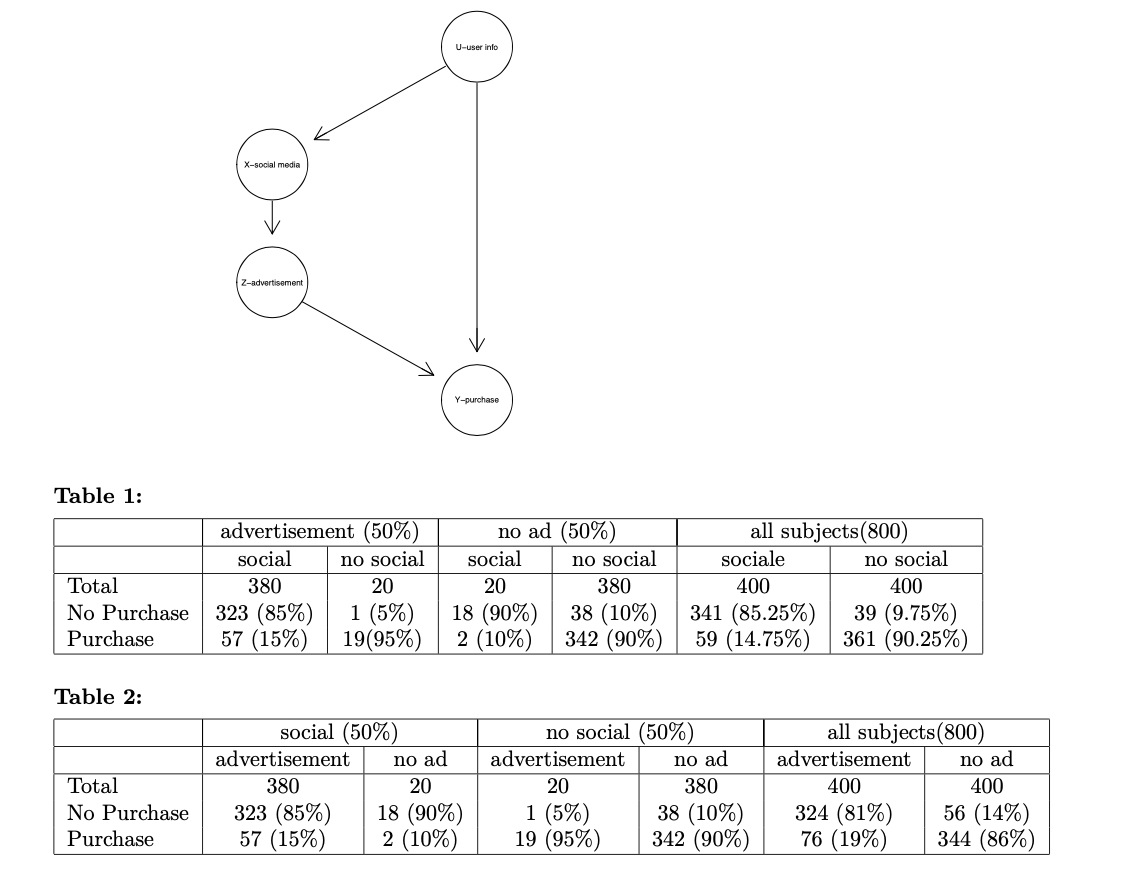 U-user info
X-social media
Z-advertisement
Y-purchase
Table 1:
advertisement (50%) no ad (50%) all subjects(800)
social no social social no social sociale no social
Total 380 20 20 380 400 400
No Purchase 323 (85%) 1 (5%) 18 (90%) 38 (10%) 341 (85.25%) 39 (9.75%)
Purchase 57 (15%) 19(95%) 2 (10%) 342 (90%) 59 (14.75%) 361 (90.25%)
Table 2:
social (50%) no social (50%) all subjects(800)
advertisement no ad advertisement no ad advertisement no ad
Total 380 20 20 380 400 400
No Purchase 323 (85%) 18 (90%) 1 (5%) 38 (10%) 324 (81%) 56 (14%)
Purchase 57 (15%) 2 (10%) 19 (95%) 342 (90%) 76 (19%) 344 (86%)